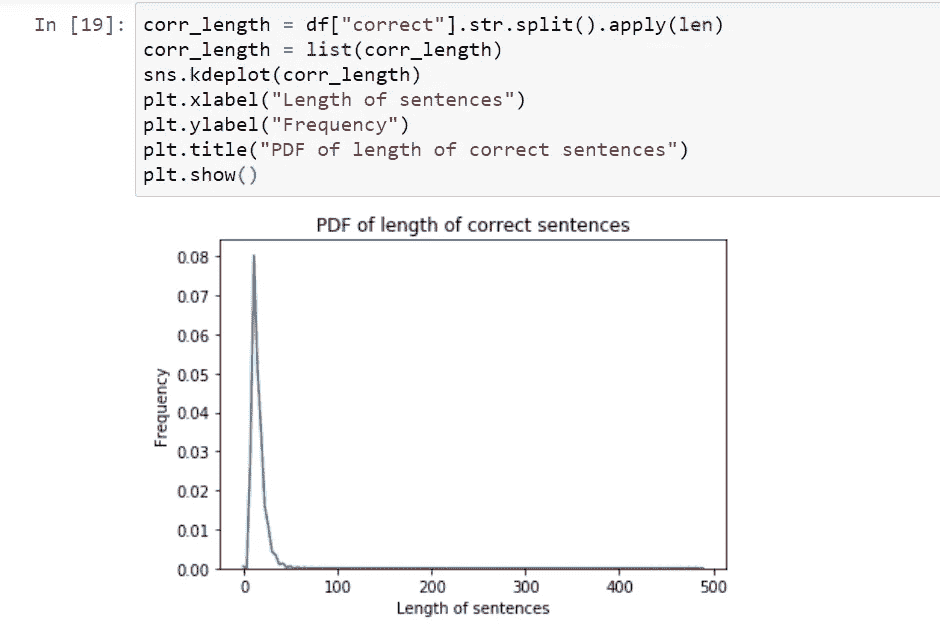 In [19]: corr_length = df["correct"].str.split().apply(len)
corr_length = list(corr_length)
sns.kdeplot(corr_length)
plt.xlabel("Length of sentences")
plt.ylabel("Frequency")
plt.title("PDF of length of correct sentences")
plt.show()
PDF of length of correct sentences
0.08
0.07
0.06
0.05
0.04
0.03
0.02
0.01
0.00
Frequency
0 100 200 300 400 500
Length of sentences